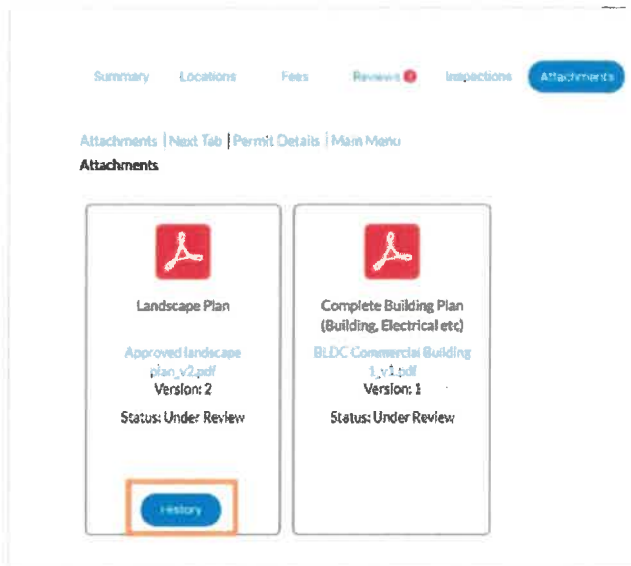 Summary Locations Fees Reviews Inspections Attachments
Attachments | Next Tab | Permit Details | Main Menu
Attachments
Landscape Plan
Approved landscape
plan_v2.pdf
Version: 2
Status: Under Review
History
Complete Building Plan
(Building, Electrical etc)
BLDC Commercial Building
1_v1.pdf
Version: 1
Status: Under Review